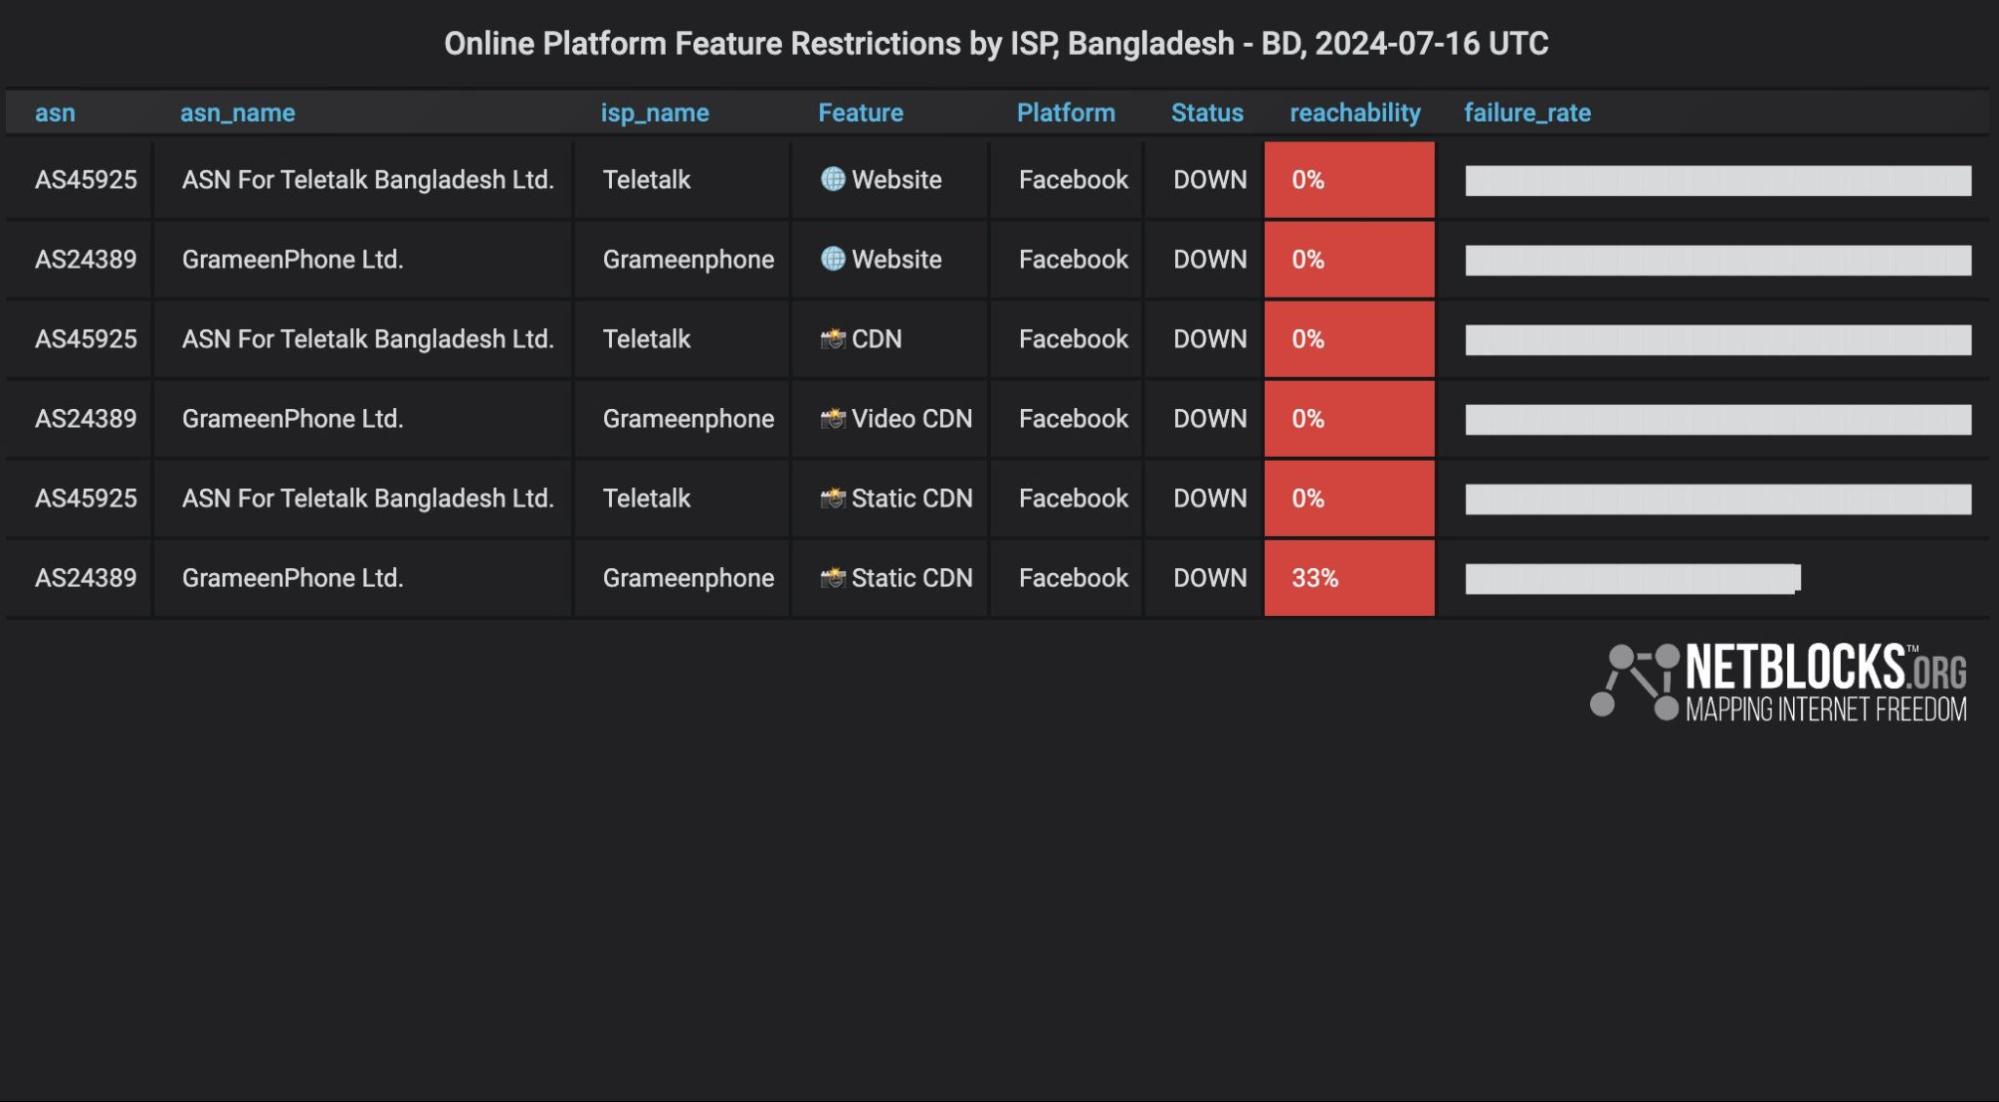 Online Platform Feature Restrictions by ISP, Bangladesh - BD, 2024-07-16 UTC
asn asn_name isp_name Feature Platform Status reachability failure_rate
AS45925 ASN For Teletalk Bangladesh Ltd. Teletalk Website Facebook DOWN 0%
AS24389 GrameenPhone Ltd. Grameenphone Website Facebook DOWN 0%
AS45925 ASN For Teletalk Bangladesh Ltd. Teletalk CDN Facebook DOWN 0%
AS24389 GrameenPhone Ltd. Grameenphone Video CDN Facebook DOWN 0%
AS45925 ASN For Teletalk Bangladesh Ltd. Teletalk Static CDN Facebook DOWN 0%
AS24389 GrameenPhone Ltd. Grameenphone Static CDN Facebook DOWN 33%
NETBLOCKS™.ORG
MAPPING INTERNET FREEDOM